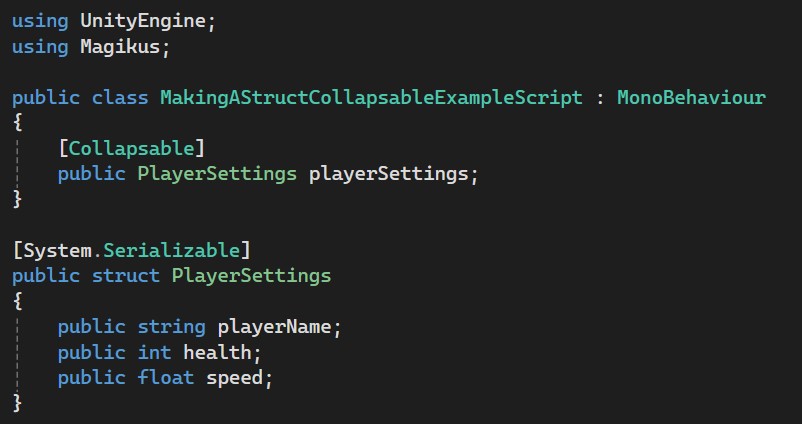 using UnityEngine;
using Magikus;
public class MakingAStructCollapsableExampleScript : MonoBehaviour
{
[Collapsable]
public PlayerSettings playerSettings;
}
[System.Serializable]
public struct PlayerSettings
{
public string playerName;
public int health;
public float speed;
}